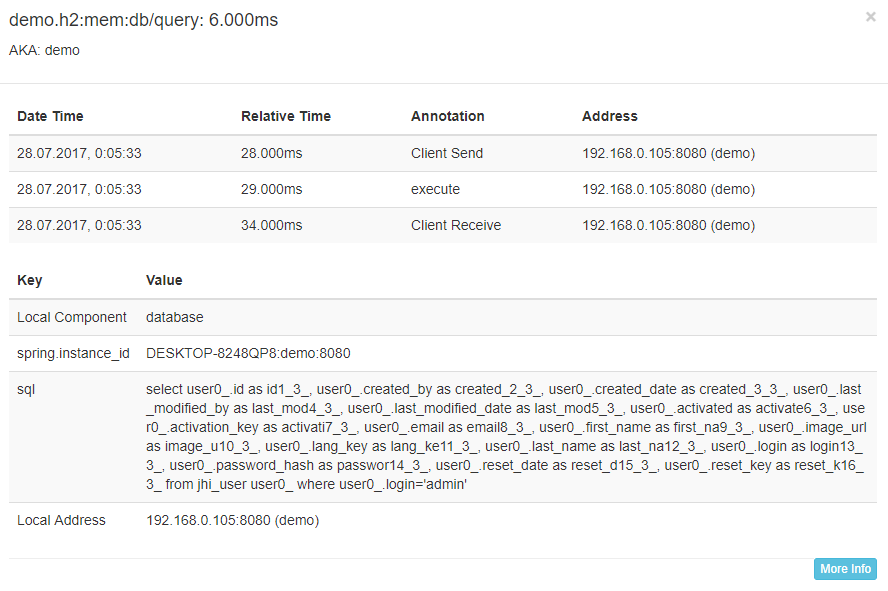 demo.h2:mem:db/query: 6.000ms ×
AKA: demo
Date Time Relative Time Annotation Address
28.07.2017, 0:05:33 28.000ms Client Send 192.168.0.105:8080 (demo)
28.07.2017, 0:05:33 29.000ms execute 192.168.0.105:8080 (demo)
28.07.2017, 0:05:33 34.000ms Client Receive 192.168.0.105:8080 (demo)
Key Value
Local Component database
spring.instance_id DESKTOP-8248QP8:demo:8080
sql select user0_.id as id1_3_, user0_.created_by as created_2_3_, user0_.created_date as created_3_3_, user0_.last
_modified_by as last_mod4_3_, user0_.last_modified_date as last_mod5_3_, user0_.activated as activate6_3_, use
r0_.activation_key as activati7_3_, user0_.email as email8_3_, user0_.first_name as first_na9_3_, user0_.image_url
as image_u10_3_, user0_.lang_key as lang_ke11_3_, user0_.last_name as last_na12_3_, user0_.login as login13_
3_, user0_.password_hash as passwor14_3_, user0_.reset_date as reset_d15_3_, user0_.reset_key as reset_k16_
3_ from jhi_user user0_ where user0_.login='admin'
Local Address 192.168.0.105:8080 (demo)
More Info